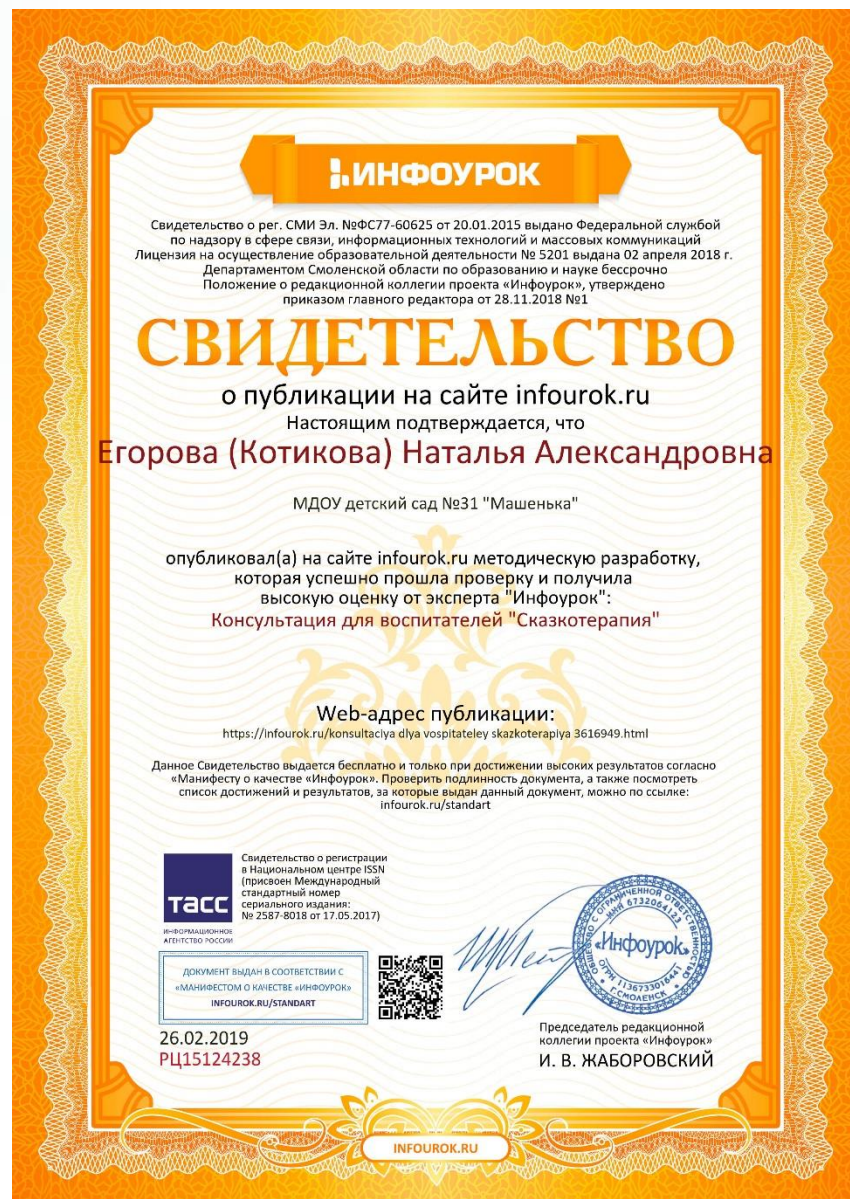 ИНФОУРОК
Свидетельство о рег. СМИ Эл. №ФС77-60625 от 20.01.2015 выдано Федеральной службой
по надзору в сфере связи, информационных технологий и массовых коммуникаций
Лицензия на осуществление образовательной деятельности № 5201 выдана 02 апреля 2018 г.
Департаментом Смоленской области по образованию и науке бессрочно
Положение о редакционной коллегии проекта «Инфоурок», утверждено
приказом главного редактора от 28.11.2018 №1
СВИДЕТЕЛЬСТВО
о публикации на сайте infourok.ru
Настоящим подтверждается, что
Егорова (Котикова) Наталья Александровна
МДОУ детский сад №31 "Машенька"
опубликовал(а) на сайте infourok.ru методическую разработку,
которая успешно прошла проверку и получила
высокую оценку от эксперта "Инфоурок":
Консультация для воспитателей "Сказкотерапия"
Web-адрес публикации:
https://infourok.ru/konsultaciya dlya vospitateley skazkoterapiya 3616949.html
Данное Свидетельство выдается бесплатно и только при достижении высоких результатов согласно
«Манифесту о качестве «Инфоурок». Проверить подлинность документа, а также посмотреть
список достижений и результатов, за которые выдан данный документ, можно по ссылке:
infourok.ru/standart
тасс
ИНФОРМАЦИОННОЕ
АГЕНТСТВО РОССИИ
Свидетельство о регистрации
в Национальном центре ISSN
(присвоен Международный
стандартный номер
сериального издания:
№ 2587-8018 от 17.05.2017)
ДОКУМЕНТ ВЫДАН В СООТВЕТСТВИИ С
«МАНИФЕСТОМ О КАЧЕСТВЕ «ИНФОУРОК»
INFOUROK.RU/STANDART
26.02.2019
РЦ15124238
ОБЩЕСТВО С ОГРАНИЧЕННОЙ ОТВЕТСТВЕННОСТЬЮ
ИНН 6732064123
«Инфоурок»
ОГРН 1136733016441
Г.СМОЛЕНСК
Председатель редакционной
коллегии проекта «Инфоурок»
И. В. ЖАБОРОВСКИЙ
INFOUROK.RU